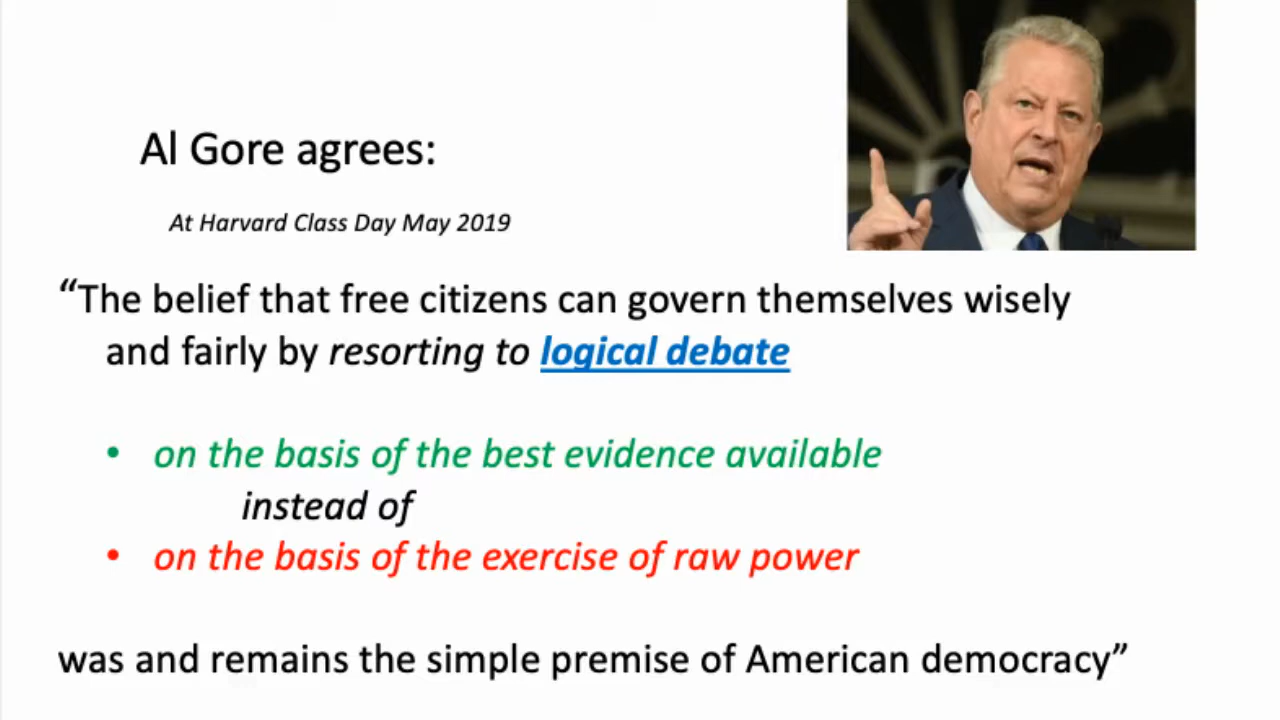 Al Gore agrees:
At Harvard Class Day May 2019
“The belief that free citizens can govern themselves wisely
and fairly by resorting to logical debate
• on the basis of the best evidence available
instead of
• on the basis of the exercise of raw power
was and remains the simple premise of American democracy”